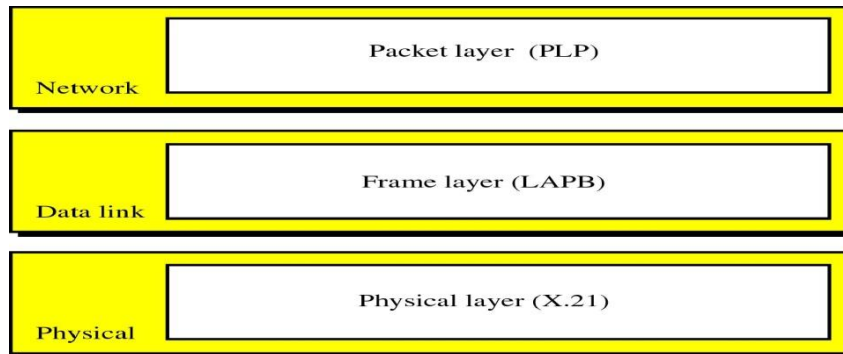 Packet layer (PLP)
Network
Frame layer (LAPB)
Data link
Physical layer (X.21)
Physical